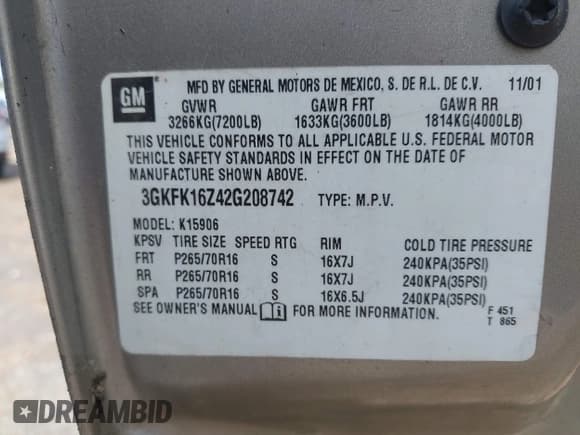 GM
MFD BY GENERAL MOTORS DE MEXICO, S. DE R.L. DE C.V. 11/01
GVWR GAWR FRT GAWR RR
3266KG(7200LB) 1633KG(3600LB) 1814KG(4000LB)
THIS VEHICLE CONFORMS TO ALL APPLICABLE U.S. FEDERAL MOTOR
VEHICLE SAFETY STANDARDS IN EFFECT ON THE DATE OF
MANUFACTURE SHOWN ABOVE.
3GKFK16Z42G208742 TYPE: M.P.V.
MODEL: K15906
KPSV TIRE SIZE SPEED RTG RIM COLD TIRE PRESSURE
FRT P265/70R16 S 16X7J 240KPA(35PSI)
RR P265/70R16 S 16X7J 240KPA(35PSI)
SPA P265/70R16 S 16X6.5J 240KPA(35PSI)
SEE OWNER'S MANUAL i FOR MORE INFORMATION. F 451
T 865
DREAMBID